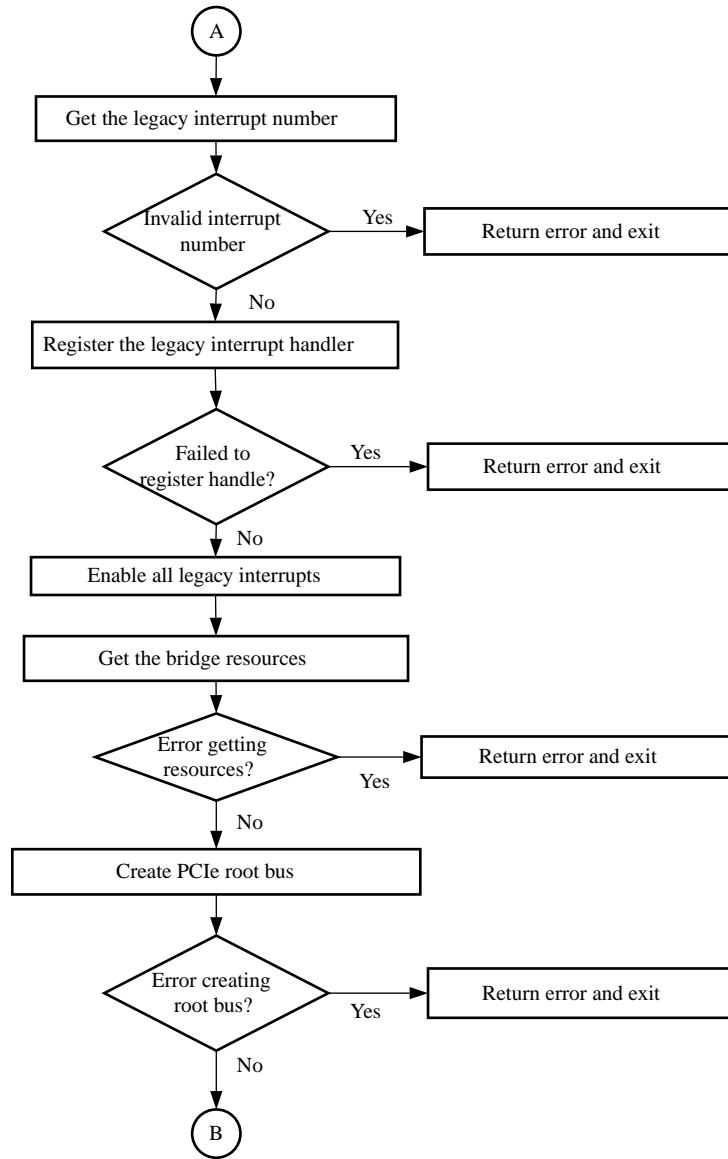 A
Get the legacy interrupt number
Invalid interrupt
number
Yes
Return error and exit
No
Register the legacy interrupt handler
Failed to
register handle?
Yes
Return error and exit
No
Enable all legacy interrupts
Get the bridge resources
Error getting
resources?
Yes
Return error and exit
No
Create PCIe root bus
Error creating
root bus?
Yes
Return error and exit
No
B